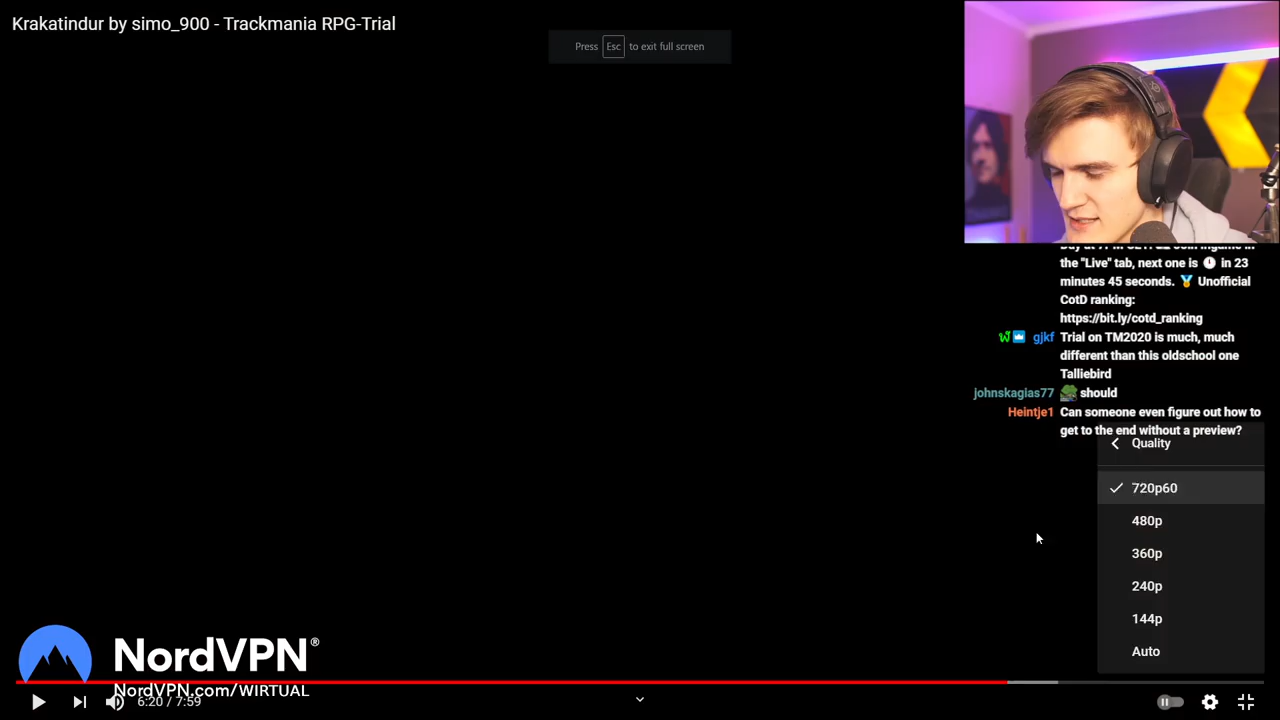 Krakatindur by simo_900 - Trackmania RPG-Trial
Press Esc to exit full screen
the "Live" tab, next one is 🕛 in 23
minutes 45 seconds. 🏅 Unofficial
CotD ranking:
https://bit.ly/cotd_ranking
gjkf Trial on TM2020 is much, much
different than this oldschool one
Talliebird
johnskagias77 should
Heintje1 Can someone even figure out how to
get to the end without a preview?
Quality
720p60
480p
360p
240p
144p
Auto
NordVPN®
NordVPN.com/WIRTUAL
6:20 / 7:59